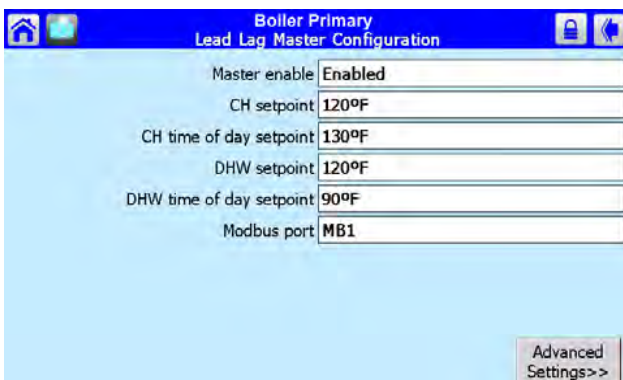 Boiler Primary
Lead Lag Master Configuration
Master enable Enabled
CH setpoint 120ºF
CH time of day setpoint 130ºF
DHW setpoint 120ºF
DHW time of day setpoint 90ºF
Modbus port MB1
Advanced
Settings>>